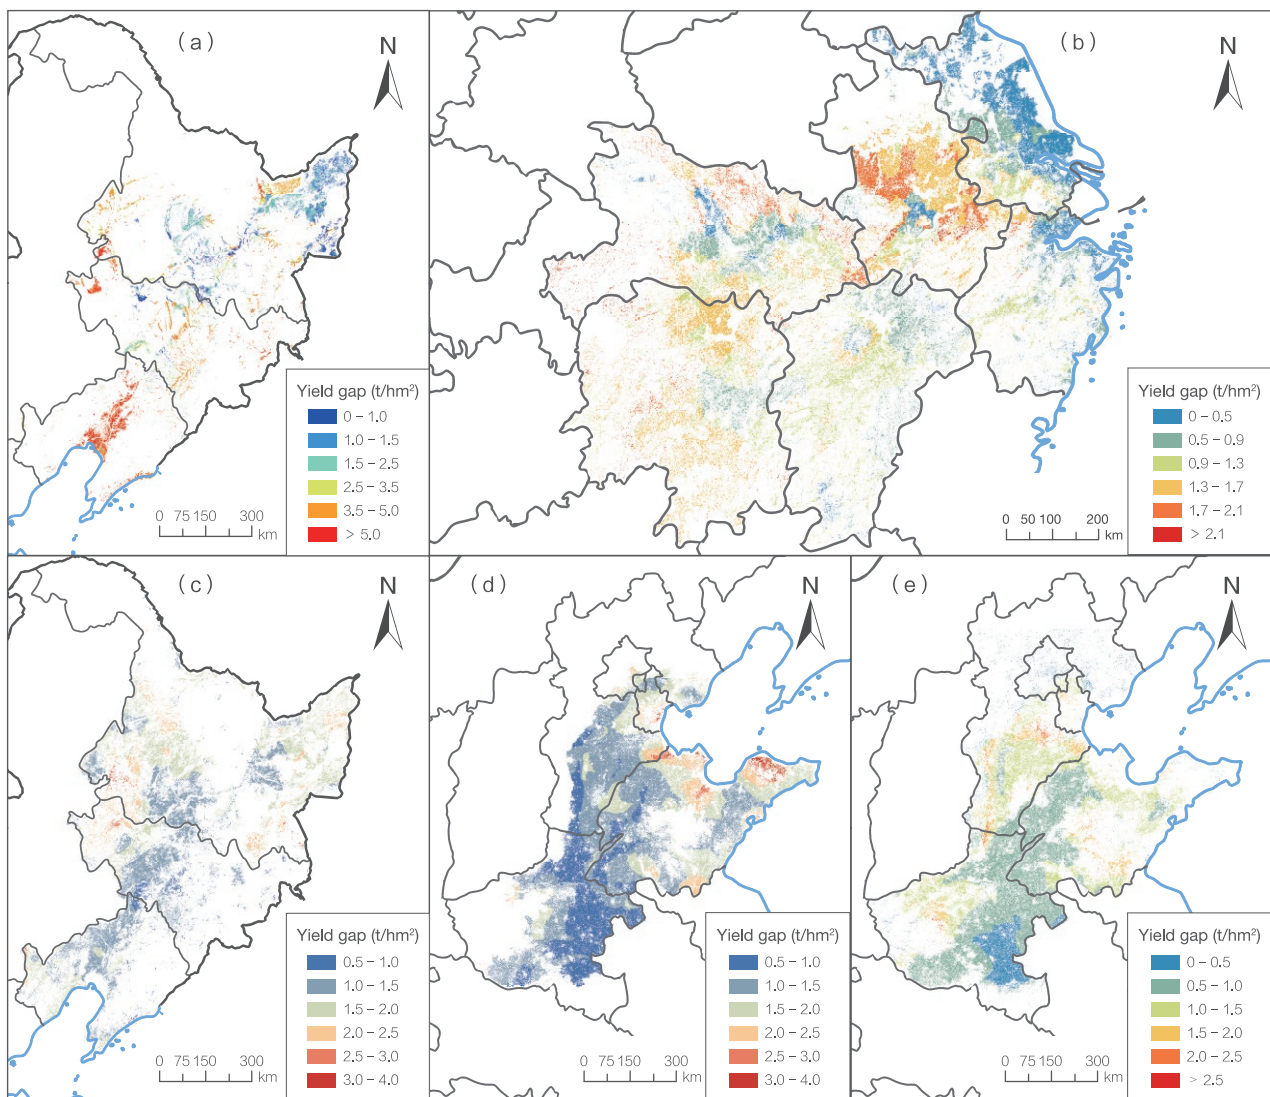 (a)
N
Yield gap (t/hm²)
0 – 1.0
1.0 – 1.5
1.5 – 2.5
2.5 – 3.5
3.5 – 5.0
> 5.0
0 75 150 300
km
(b)
N
Yield gap (t/hm²)
0 – 0.5
0.5 – 0.9
0.9 – 1.3
1.3 – 1.7
1.7 – 2.1
> 2.1
0 50 100 200
km
(c)
N
Yield gap (t/hm²)
0.5 – 1.0
1.0 – 1.5
1.5 – 2.0
2.0 – 2.5
2.5 – 3.0
3.0 – 4.0
0 75 150 300
km
(d)
N
Yield gap (t/hm²)
0.5 – 1.0
1.0 – 1.5
1.5 – 2.0
2.0 – 2.5
2.5 – 3.0
3.0 – 4.0
0 75 150 300
km
(e)
N
Yield gap (t/hm²)
0 – 0.5
0.5 – 1.0
1.0 – 1.5
1.5 – 2.0
2.0 – 2.5
> 2.5
0 75 150 300
km